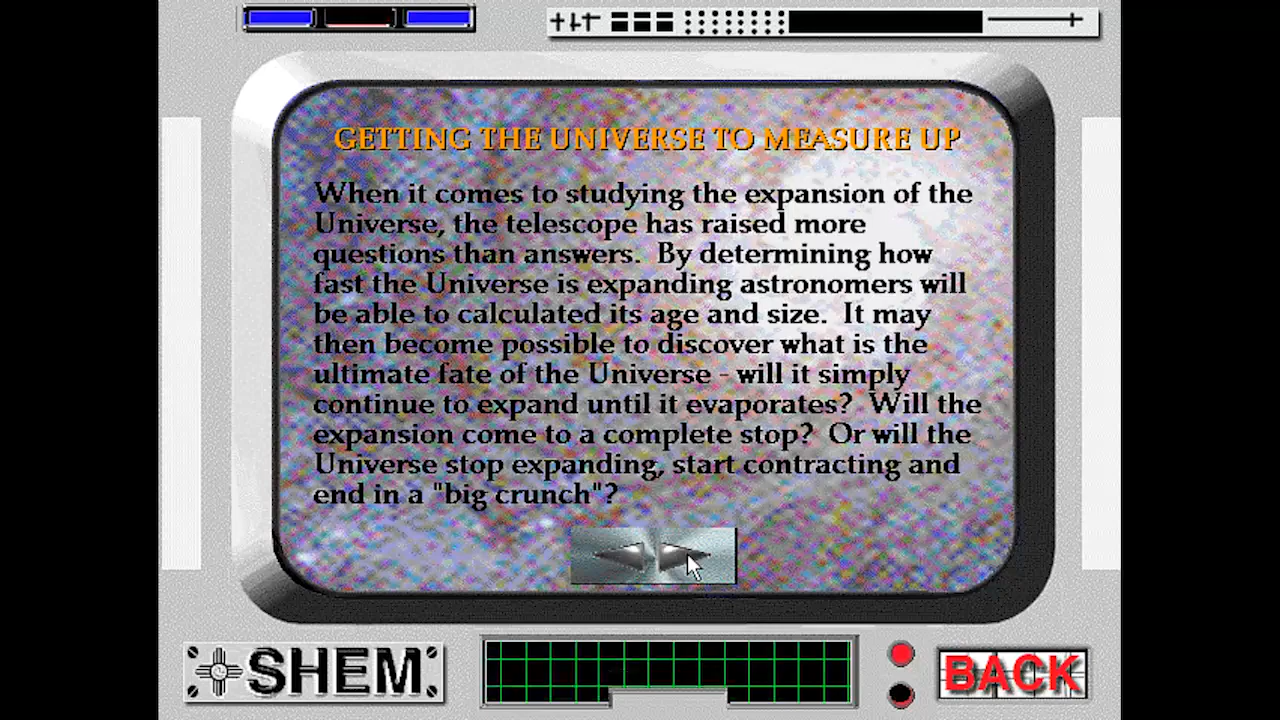 GETTING THE UNIVERSE TO MEASURE UP
When it comes to studying the expansion of the
Universe, the telescope has raised more
questions than answers.  By determining how
fast the Universe is expanding astronomers will
be able to calculated its age and size.  It may
then become possible to discover what is the
ultimate fate of the Universe - will it simply
continue to expand until it evaporates?  Will the
expansion come to a complete stop?  Or will the
Universe stop expanding, start contracting and
end in a "big crunch"?
SHEM
BACK